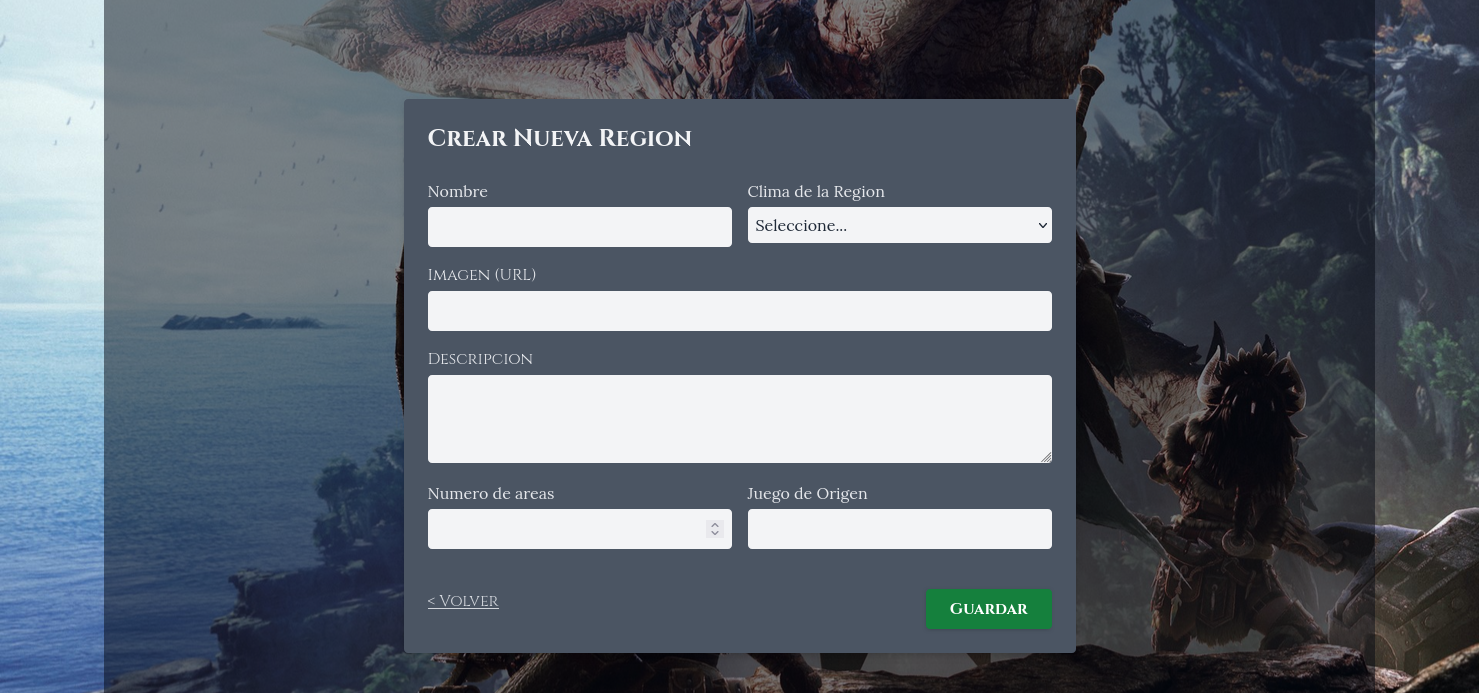 Crear Nueva Region
Nombre
Clima de la Region
Seleccione...
Imagen (URL)
Descripcion
Numero de areas
Juego de Origen
< Volver
Guardar